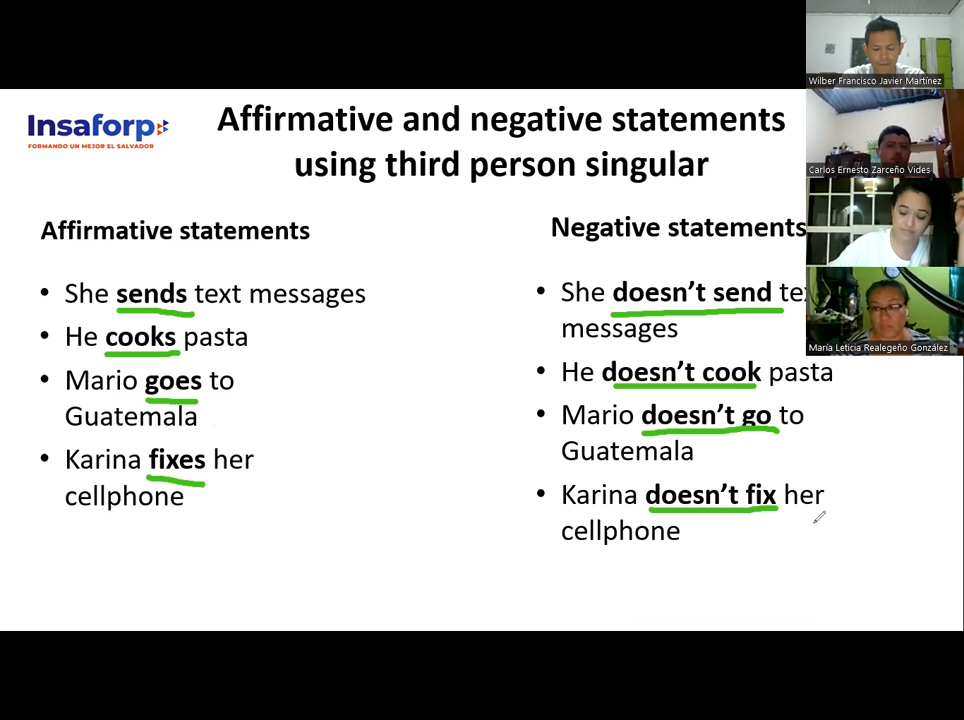 Insaforp
FORMANDO UN MEJOR EL SALVADOR
Affirmative and negative statements
using third person singular
Affirmative statements
• She sends text messages
• He cooks pasta
• Mario goes to
Guatemala
• Karina fixes her
cellphone
Negative statements
• She doesn't send te
messages
• He doesn't cook pasta
• Mario doesn't go to
Guatemala
• Karina doesn't fix her
cellphone
Wilber Francisco Javier Martínez
Carlos Ernesto Zarceño Vides
María Leticia Realegeño González